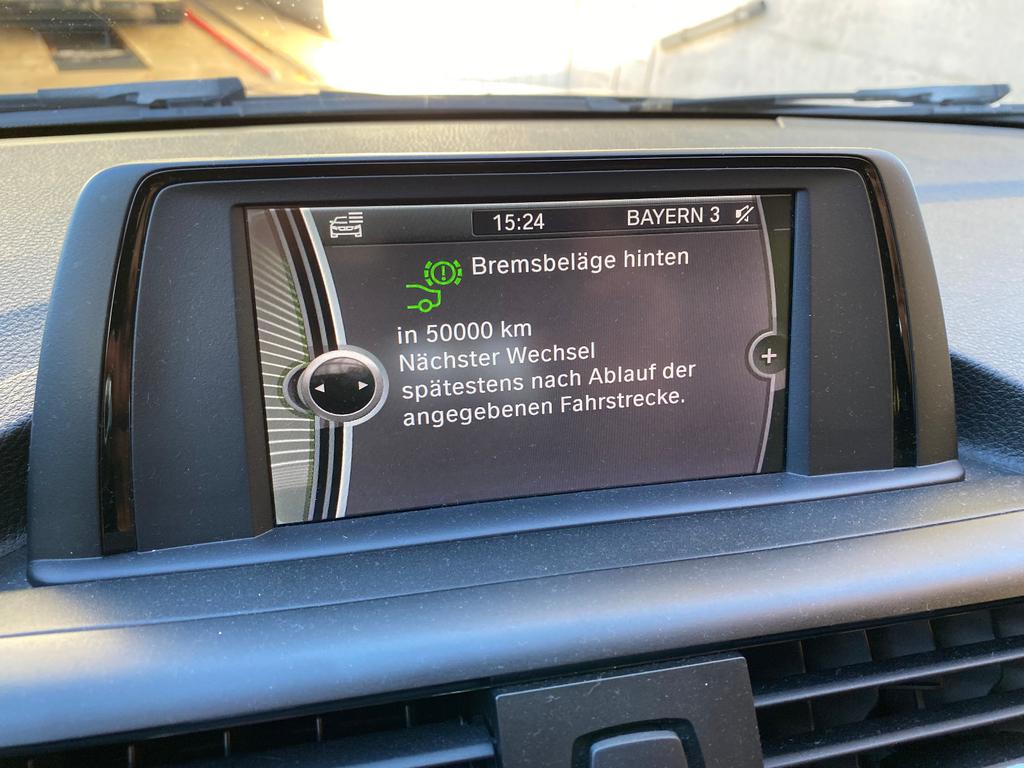 15:24 BAYERN 3
Bremsbeläge hinten
in 50000 km
Nächster Wechsel
spätestens nach Ablauf der
angegebenen Fahrstrecke.